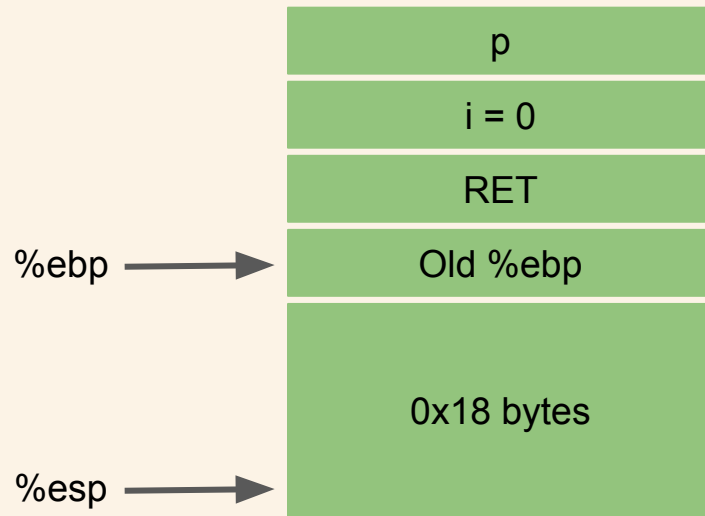 p
i = 0
RET
%ebp
Old %ebp
0x18 bytes
%esp